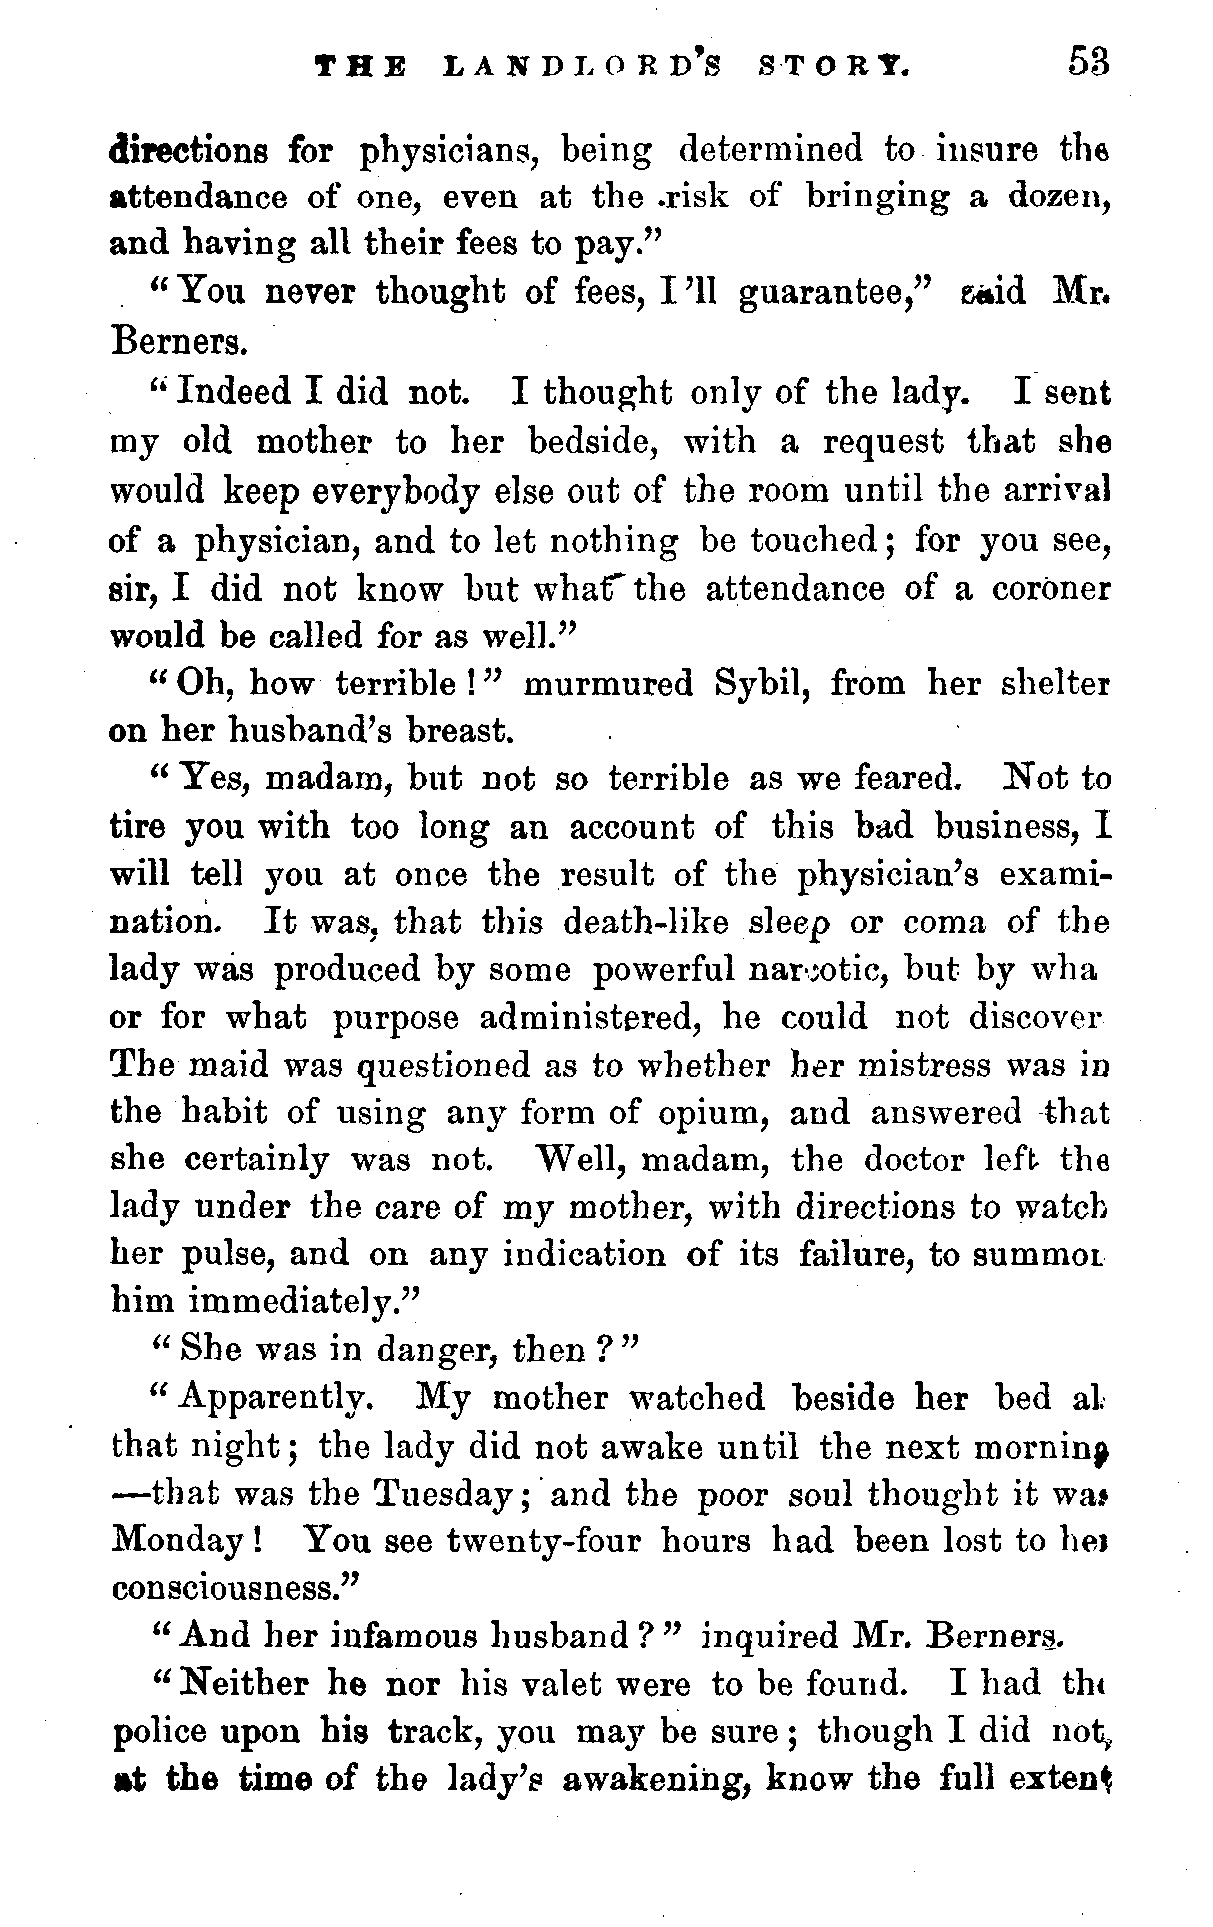 THE LANDLORD'S STORY. 53
directions for physicians, being determined to insure the
attendance of one, even at the risk of bringing a dozen,
and having all their fees to pay."
"You never thought of fees, I'll guarantee," said Mr.
Berners.
"Indeed I did not. I thought only of the lady. I sent
my old mother to her bedside, with a request that she
would keep everybody else out of the room until the arrival
of a physician, and to let nothing be touched; for you see,
sir, I did not know but what the attendance of a coroner
would be called for as well."
"Oh, how terrible!" murmured Sybil, from her shelter
on her husband's breast.
"Yes, madam, but not so terrible as we feared. Not to
tire you with too long an account of this bad business, I
will tell you at once the result of the physician's exami-
nation. It was, that this death-like sleep or coma of the
lady was produced by some powerful narcotic, but by wha
or for what purpose administered, he could not discover
The maid was questioned as to whether her mistress was in
the habit of using any form of opium, and answered that
she certainly was not. Well, madam, the doctor left the
lady under the care of my mother, with directions to watch
her pulse, and on any indication of its failure, to summon
him immediately."
"She was in danger, then?"
"Apparently. My mother watched beside her bed al
that night; the lady did not awake until the next morning
—that was the Tuesday; and the poor soul thought it was
Monday! You see twenty-four hours had been lost to her
consciousness."
"And her infamous husband?" inquired Mr. Berners.
"Neither he nor his valet were to be found. I had the
police upon his track, you may be sure; though I did not,
at the time of the lady's awakening, know the full extent